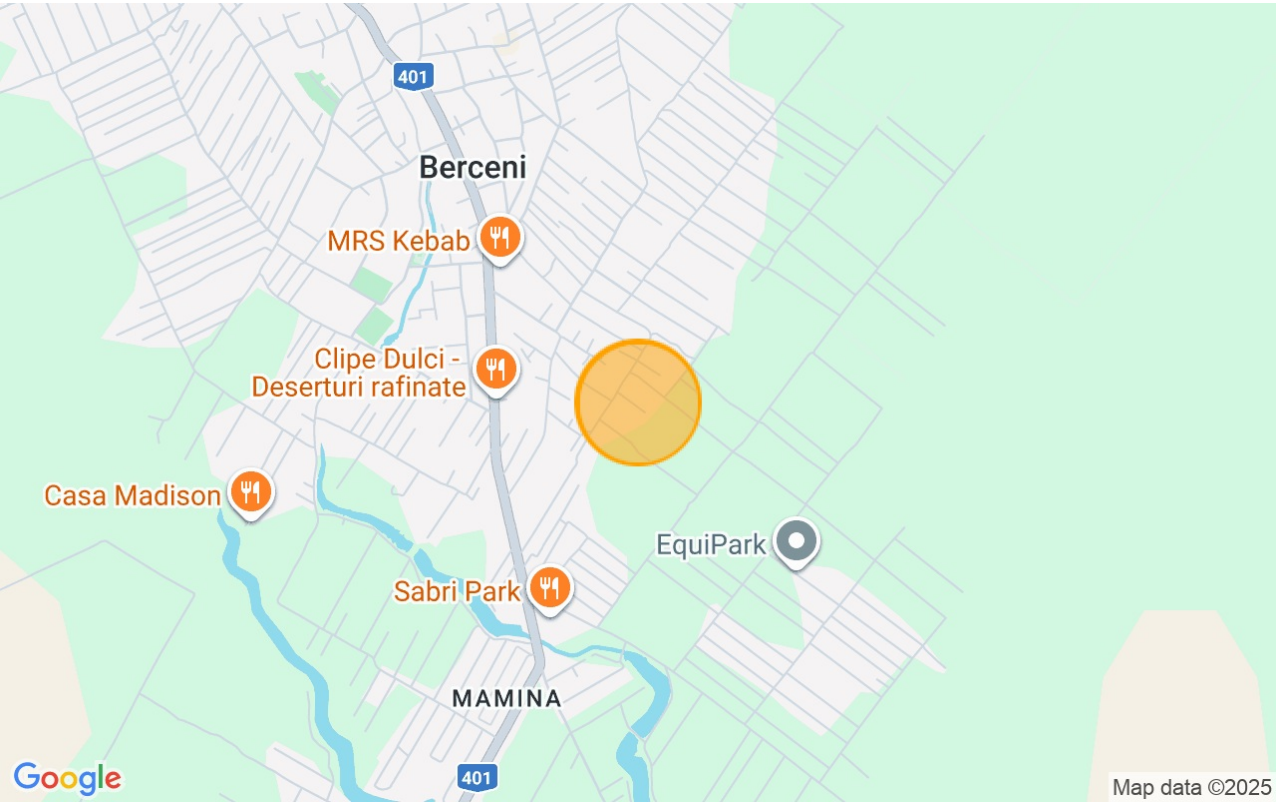 401
Berceni
MRS Kebab
Clipe Dulci -
Deserturi rafinate
Casa Madison
EquiPark
Sabri Park
MAMINA
401
Google
Map data ©2025